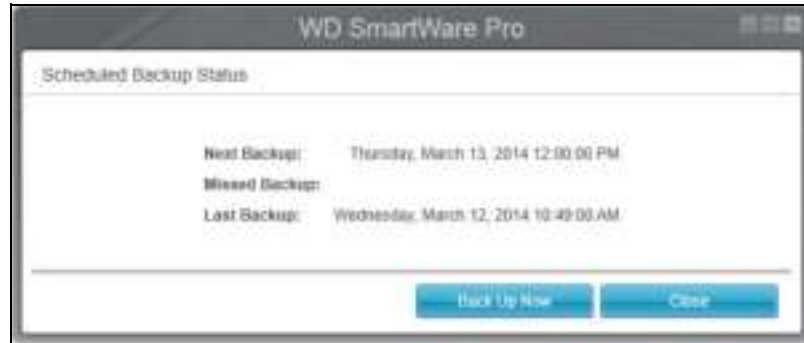 WD SmartWare Pro
Scheduled Backup Status
Next Backup: Thursday, March 13, 2014 12:00:00 PM
Missed Backup:
Last Backup: Wednesday, March 12, 2014 10:49:00 AM
Back Up Now Close